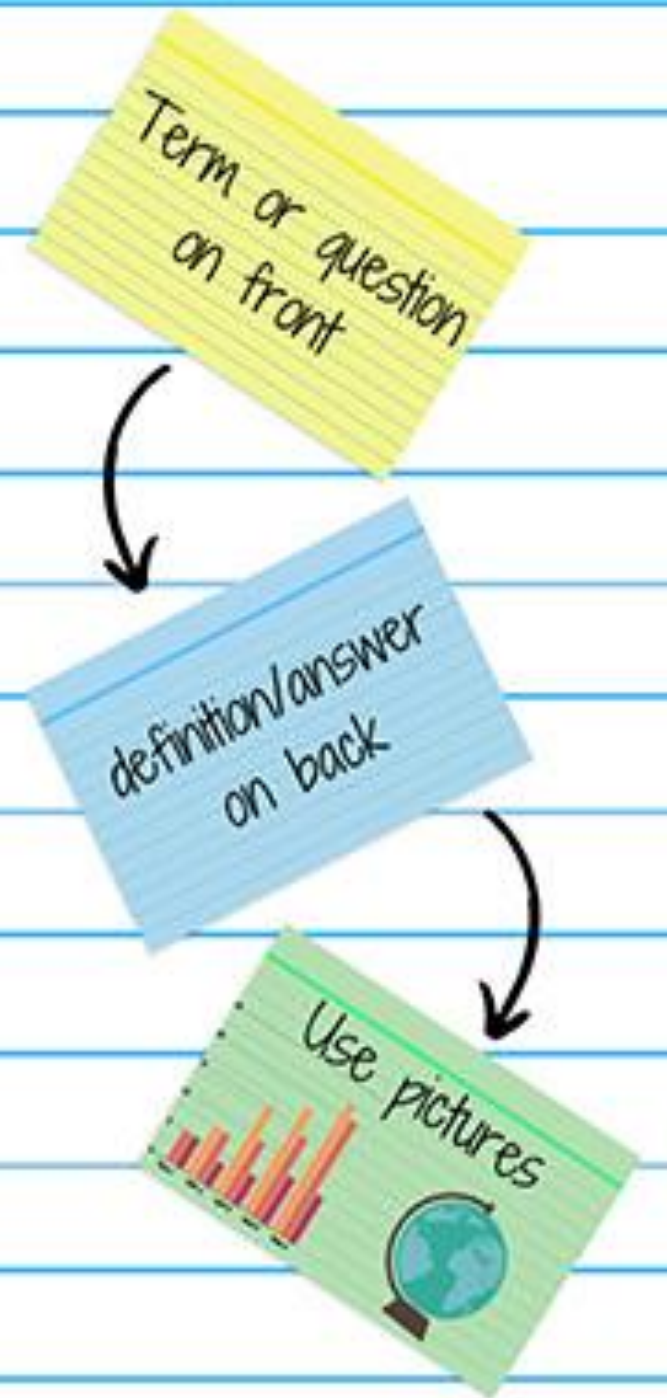 Term or question
on front
definition/answer
on back
Use pictures